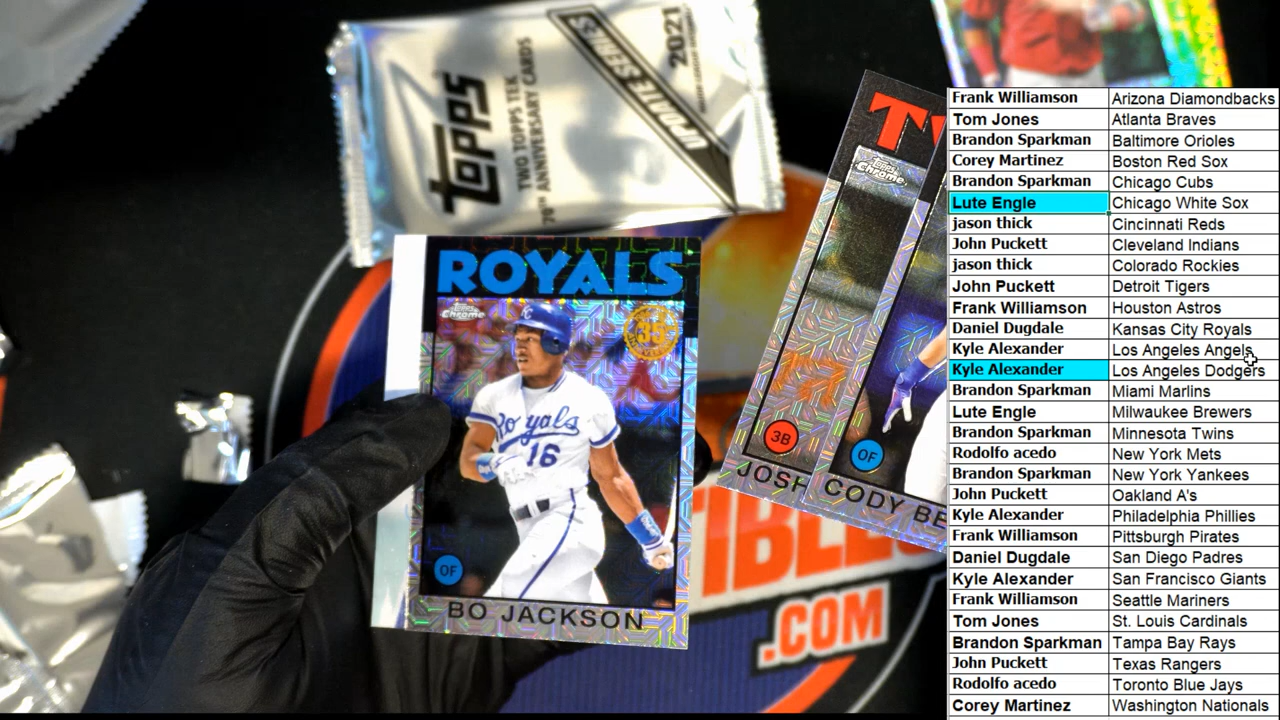 TOPPS
TWO TOPPS TEK
70th ANNIVERSARY CARDS
UPDATE SERIES
2021
ROYALS
Topps
Chrome
35
Royals
16
OF
BO JACKSON
Topps
Chrome
3B
OF
CODY BE
.COM
Frank Williamson Arizona Diamondbacks
Tom Jones Atlanta Braves
Brandon Sparkman Baltimore Orioles
Corey Martinez Boston Red Sox
Brandon Sparkman Chicago Cubs
Lute Engle Chicago White Sox
jason thick Cincinnati Reds
John Puckett Cleveland Indians
jason thick Colorado Rockies
John Puckett Detroit Tigers
Frank Williamson Houston Astros
Daniel Dugdale Kansas City Royals
Kyle Alexander Los Angeles Angels
Kyle Alexander Los Angeles Dodgers
Brandon Sparkman Miami Marlins
Lute Engle Milwaukee Brewers
Brandon Sparkman Minnesota Twins
Rodolfo acedo New York Mets
Brandon Sparkman New York Yankees
John Puckett Oakland A's
Kyle Alexander Philadelphia Phillies
Frank Williamson Pittsburgh Pirates
Daniel Dugdale San Diego Padres
Kyle Alexander San Francisco Giants
Frank Williamson Seattle Mariners
Tom Jones St. Louis Cardinals
Brandon Sparkman Tampa Bay Rays
John Puckett Texas Rangers
Rodolfo acedo Toronto Blue Jays
Corey Martinez Washington Nationals